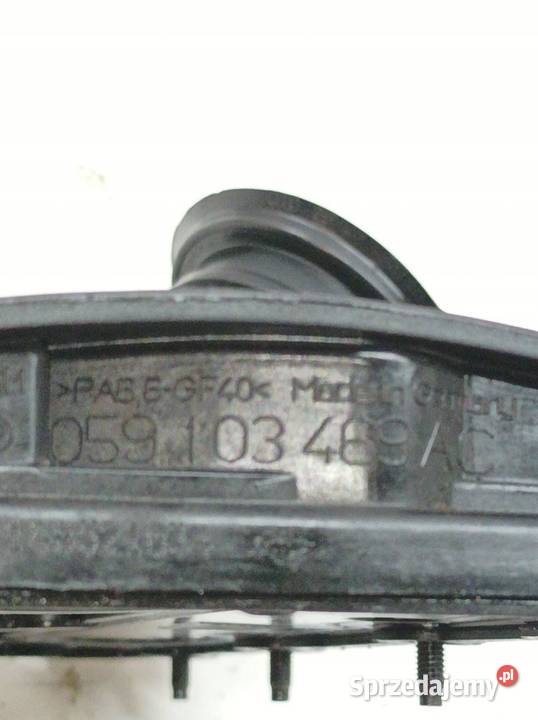 >PA6,6-GF40< Made in Germany
059 103 469 AC
Sprzedajemy.pl